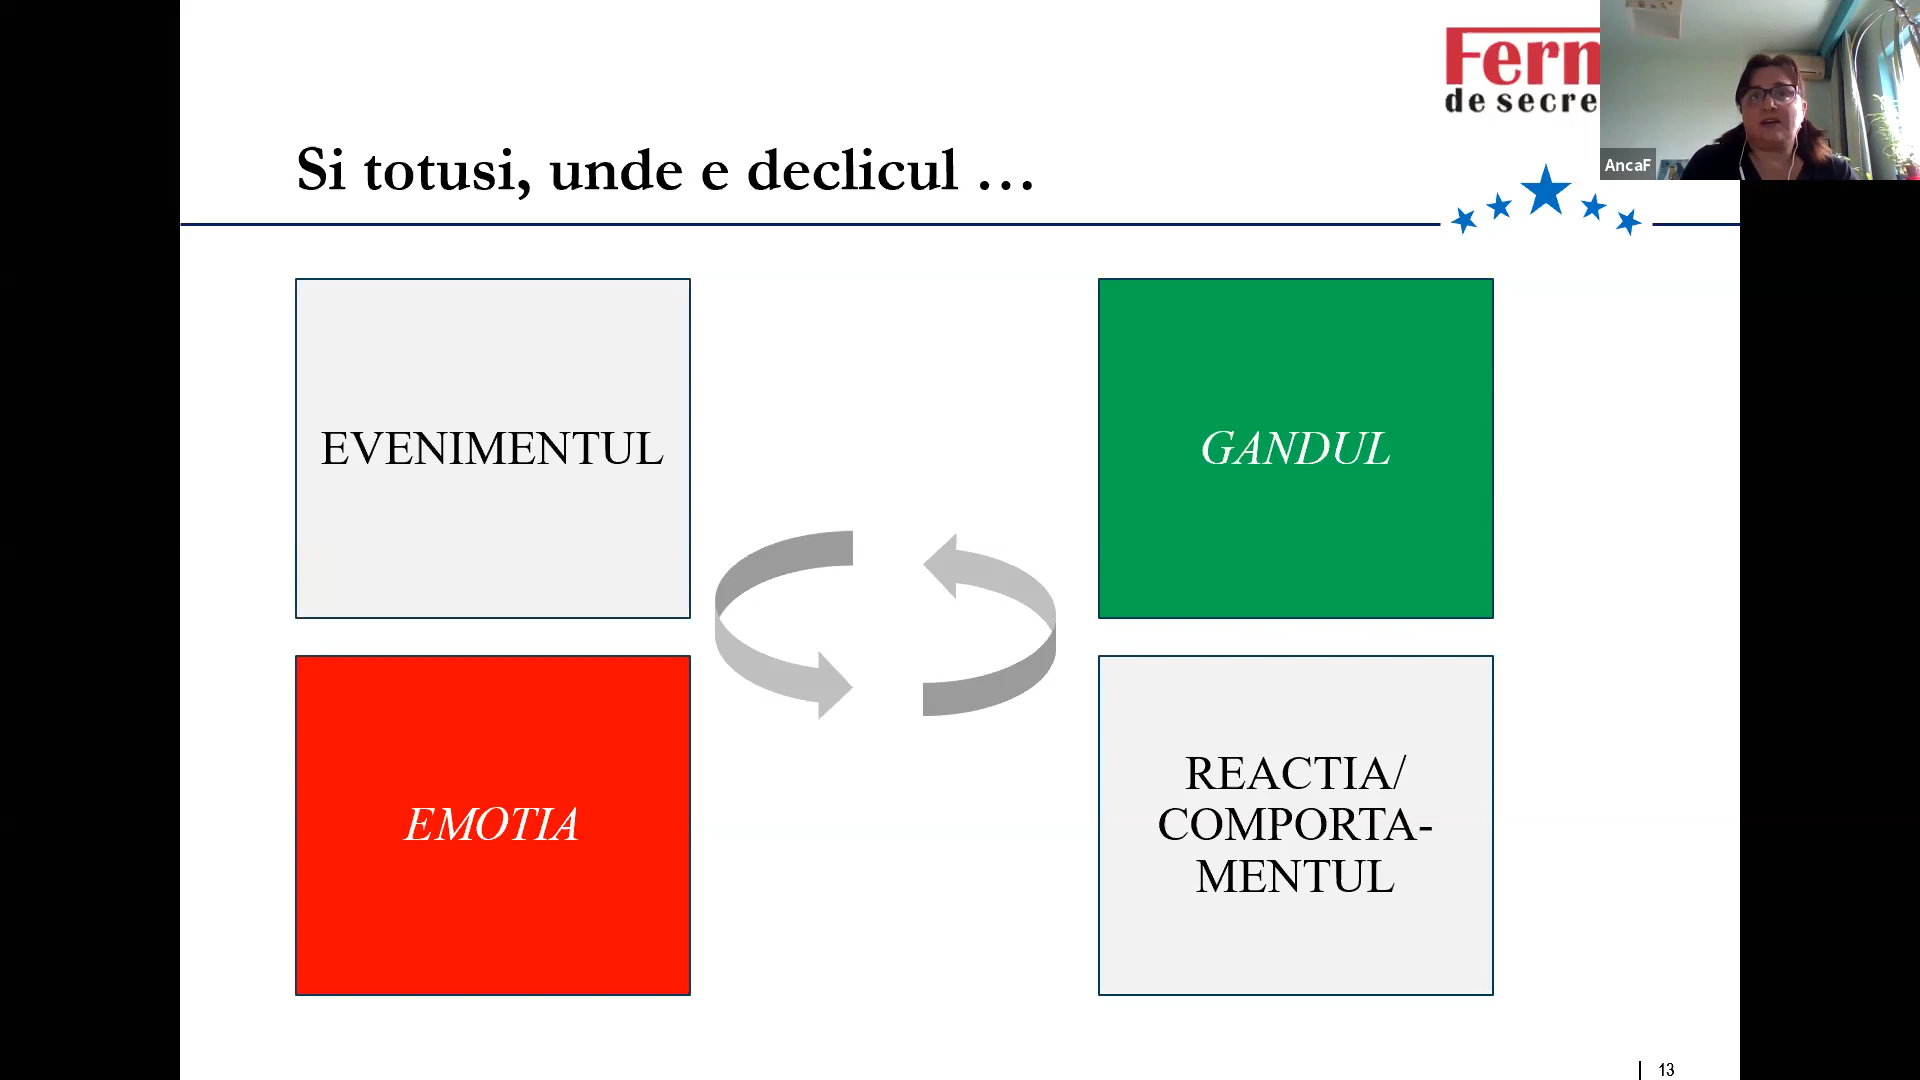 Fern
de secre
AncaF
Si totusi, unde e declicul …
EVENIMENTUL
GANDUL
EMOTIA
REACTIA/
COMPORTA-
MENTUL
13